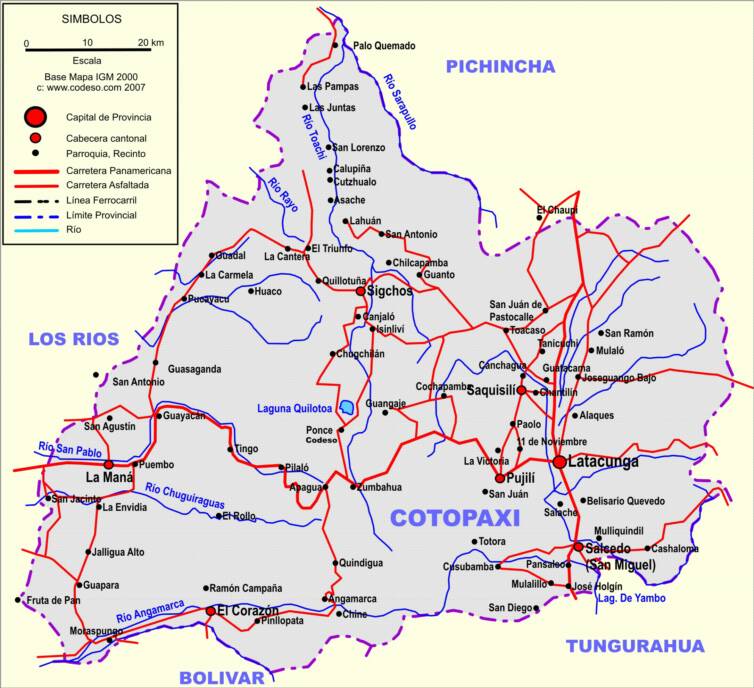 SIMBOLOS
0 10 20 km
Escala
Base Mapa IGM 2000
c: www.codeso.com 2007
Capital de Provincia
Cabecera cantonal
Parroquia, Recinto
Carretera Panamericana
Carretera Asfaltada
Línea Ferrocarril
Límite Provincial
Río
Palo Quemado
PICHINCHA
Las Pampas
Río Sarapullo
Las Juntas
Río Toachi
San Lorenzo
Calupiña
Cutzhualo
Río Rayo
Asache
Lahuán
El Chaupi
San Antonio
Guadal
La Cantera
El Triunfo
Chilcapamba
Guanto
La Carmela
Quillotuña
Pucayacu
Huaco
Sigchos
San Juán de
Pastocalle
Canjaló
Isinliví
Toacaso
San Ramón
LOS RIOS
Tanicuchí
Mulaló
Chogchilán
Guasaganda
Canchagua
Guaitacama
Joseguango Bajo
San Antonio
Cochapamba
Saquisilí
Chantilín
Laguna Quilotoa
Guangaje
Guayacán
Alaques
San Agustín
Paolo
Ponce
Codeso
11 de Noviembre
Río San Pablo
Tingo
La Victoria
Latacunga
La Maná
Puembo
Pilaló
Pujilí
Apagua
Zumbahua
San Juán
San Jacinto
Río Chuguiraguas
La Envidia
Belisario Quevedo
Salache
El Rollo
COTOPAXI
Mulliquindil
Totora
Salcedo
(San Miguel)
Cashaloma
Jalligua Alto
Quindigua
Cusubamba
Pansaleo
Guapara
Ramón Campaña
Mulalillo
José Holgín
Fruta de Pan
Angamarca
Lag. De Yambo
Río Angamarca
El Corazón
Chine
San Diego
Pinllopata
Moraspungo
TUNGURAHUA
BOLIVAR